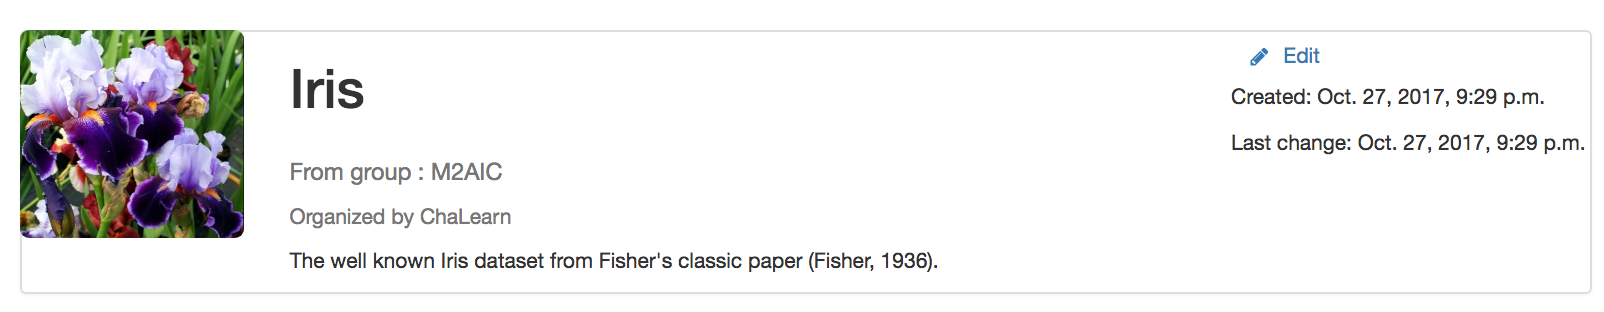 Iris
From group : M2AIC
Organized by ChaLearn
The well known Iris dataset from Fisher's classic paper (Fisher, 1936).
Edit
Created: Oct. 27, 2017, 9:29 p.m.
Last change: Oct. 27, 2017, 9:29 p.m.